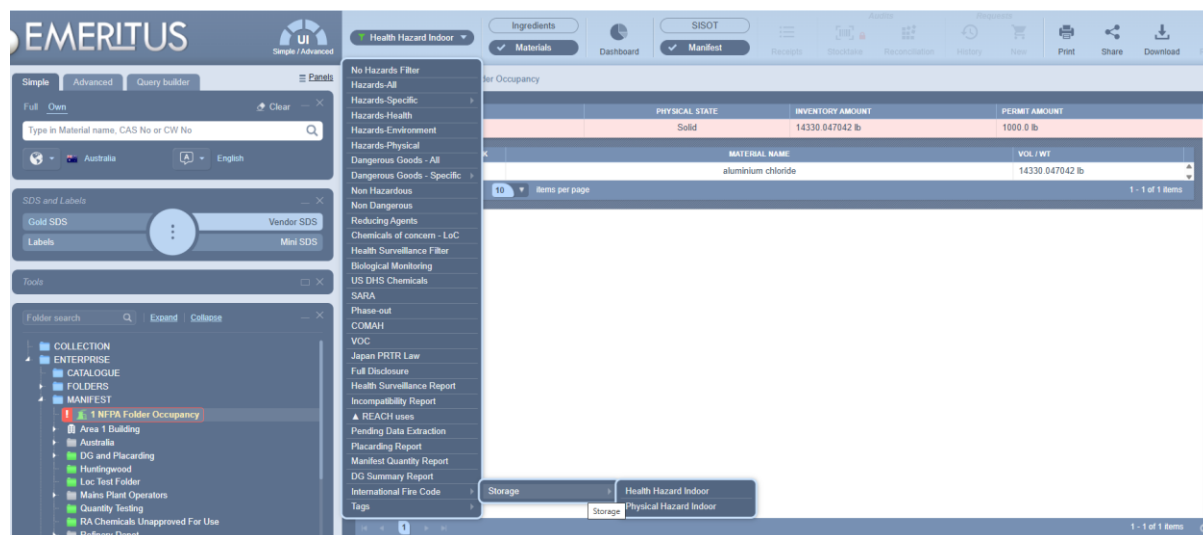 EMERITUS
UI
Simple / Advanced
Health Hazard Indoor
Ingredients
Materials
Dashboard
SISOT
Manifest
Receipts
Stocktake
Reconciliation
History
New
Print
Share
Download
Simple
Advanced
Query builder
Panels
Full Own
Clear
Type in Material name, CAS No or CW No
Australia
English
SDS and Labels
Gold SDS
Vendor SDS
Labels
Mini SDS
Tools
Folder search
Expand
Collapse
COLLECTION
ENTERPRISE
CATALOGUE
FOLDERS
MANIFEST
1 NFPA Folder Occupancy
Area 1 Building
Australia
DG and Placarding
Huntingwood
Loc Test Folder
Mains Plant Operators
Quantity Testing
RA Chemicals Unapproved For Use
Refinery Depot
No Hazards Filter
Hazards-All
Hazards-Specific
Hazards-Health
Hazards-Environment
Hazards-Physical
Dangerous Goods - All
Dangerous Goods - Specific
Non Hazardous
Non Dangerous
Reducing Agents
Chemicals of concern - LoC
Health Surveillance Filter
Biological Monitoring
US DHS Chemicals
SARA
Phase-out
COMAH
VOC
Japan PRTR Law
Full Disclosure
Health Surveillance Report
Incompatibility Report
▲ REACH uses
Pending Data Extraction
Placarding Report
Manifest Quantity Report
DG Summary Report
International Fire Code
Tags
Storage
Health Hazard Indoor
Physical Hazard Indoor
Storage
der Occupancy
PHYSICAL STATE
INVENTORY AMOUNT
PERMIT AMOUNT
Solid
14330.047042 lb
1000.0 lb
K
MATERIAL NAME
VOL / WT
aluminium chloride
14330.047042 lb
10
items per page
1 - 1 of 1 items
1
1 - 1 of 1 items